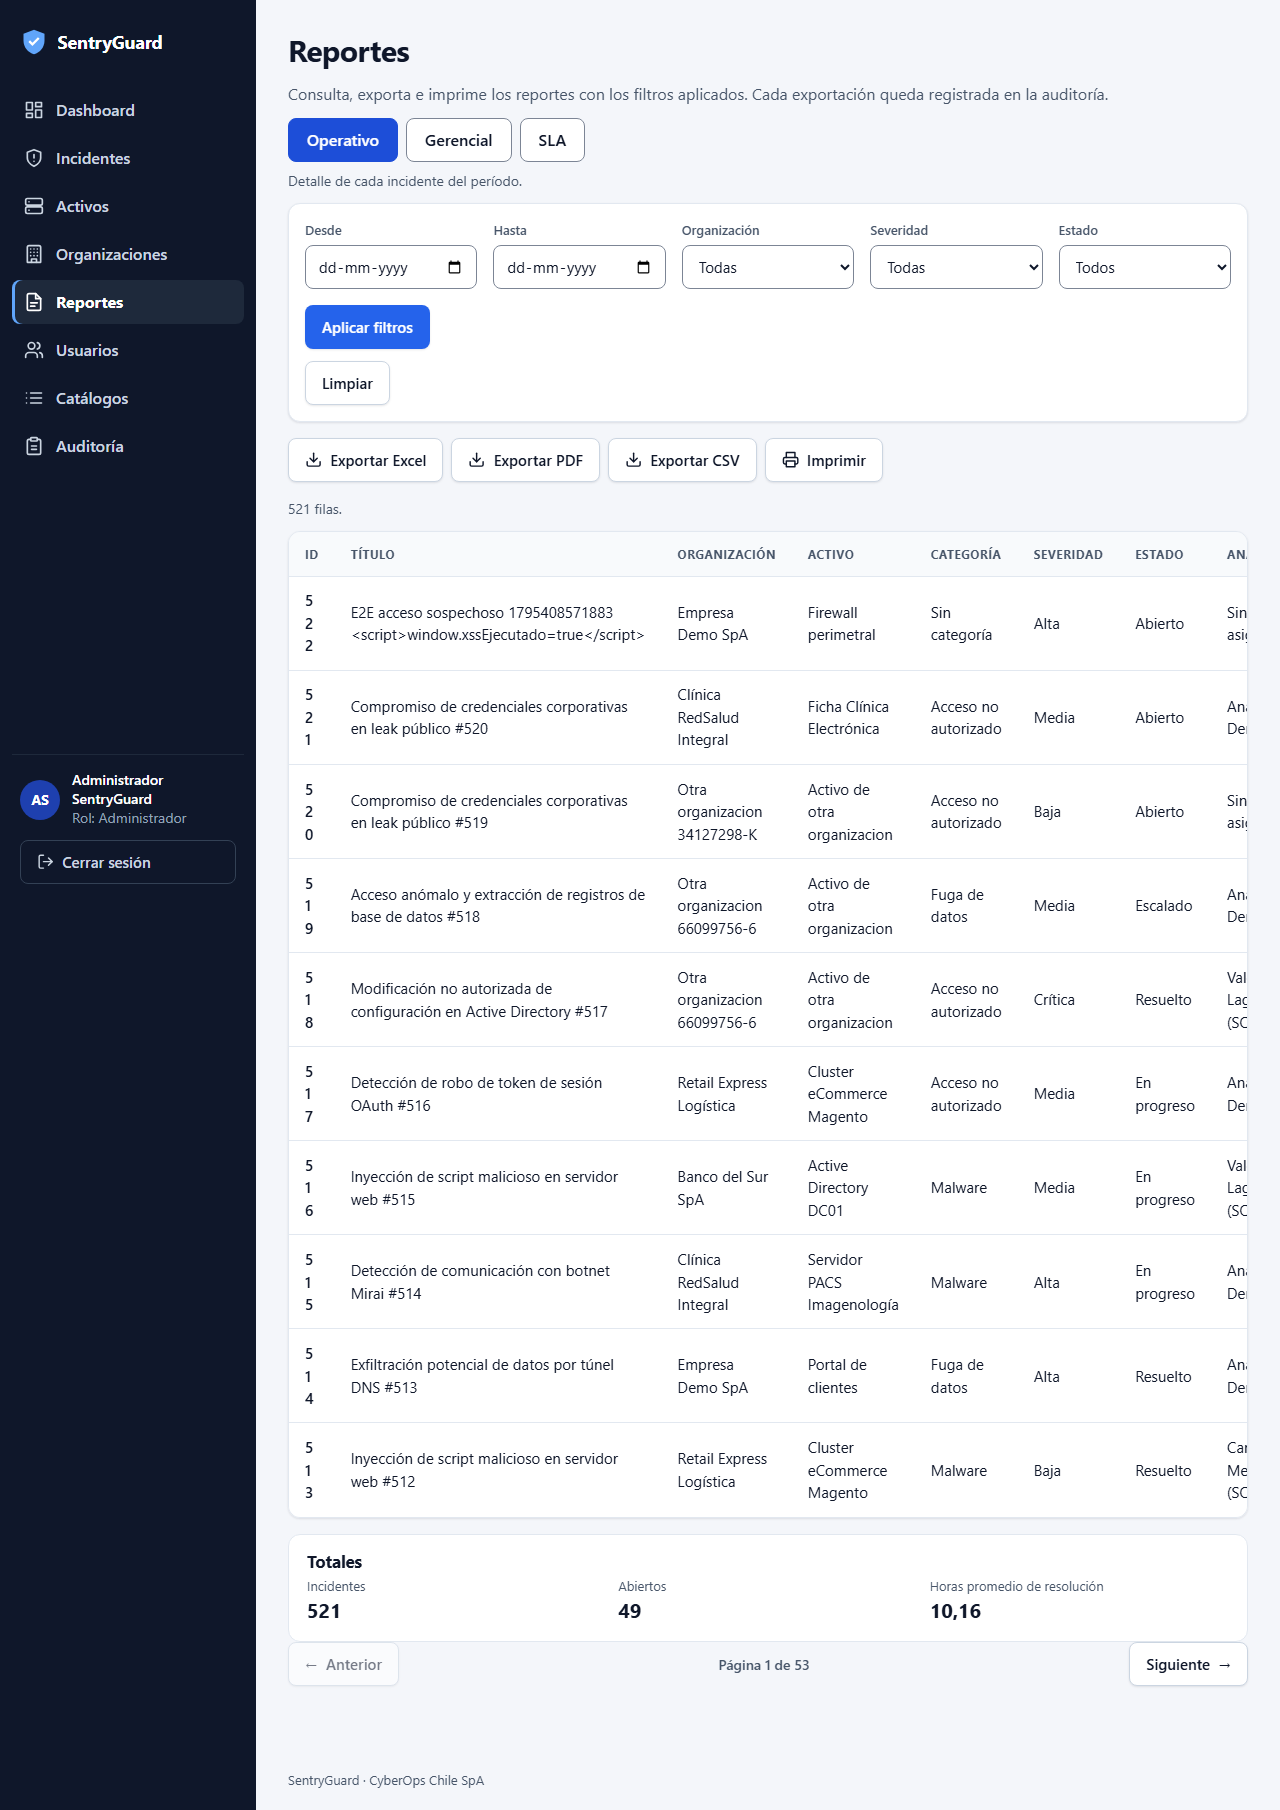 SentryGuard
Dashboard
Incidentes
Activos
Organizaciones
Reportes
Usuarios
Catálogos
Auditoría
AS
Administrador
SentryGuard
Rol: Administrador
Cerrar sesión
Reportes
Consulta, exporta e imprime los reportes con los filtros aplicados. Cada exportación queda registrada en la auditoría.
Operativo Gerencial SLA
Detalle de cada incidente del período.
Desde Hasta Organización Severidad Estado
dd-mm-yyyy dd-mm-yyyy Todas Todas Todos
Aplicar filtros
Limpiar
Exportar Excel Exportar PDF Exportar CSV Imprimir
521 filas.
ID TÍTULO ORGANIZACIÓN ACTIVO CATEGORÍA SEVERIDAD ESTADO
522 E2E acceso sospechoso 1795408571883 <script>window.xssEjecutado=true</script> Empresa Demo SpA Firewall perimetral Sin categoría Alta Abierto Sin
521 Compromiso de credenciales corporativas en leak público #520 Clínica RedSalud Integral Ficha Clínica Electrónica Acceso no autorizado Media Abierto
520 Compromiso de credenciales corporativas en leak público #519 Otra organizacion 34127298-K Activo de otra organizacion Acceso no autorizado Baja Abierto Sin
519 Acceso anómalo y extracción de registros de base de datos #518 Otra organizacion 66099756-6 Activo de otra organizacion Fuga de datos Media Escalado
518 Modificación no autorizada de configuración en Active Directory #517 Otra organizacion 66099756-6 Activo de otra organizacion Acceso no autorizado Crítica Resuelto
517 Detección de robo de token de sesión OAuth #516 Retail Express Logística Cluster eCommerce Magento Acceso no autorizado Media En progreso
516 Inyección de script malicioso en servidor web #515 Banco del Sur SpA Active Directory DC01 Malware Media En progreso
515 Detección de comunicación con botnet Mirai #514 Clínica RedSalud Integral Servidor PACS Imagenología Malware Alta En progreso
514 Exfiltración potencial de datos por túnel DNS #513 Empresa Demo SpA Portal de clientes Fuga de datos Alta Resuelto
513 Inyección de script malicioso en servidor web #512 Retail Express Logística Cluster eCommerce Magento Malware Baja Resuelto
Totales
Incidentes Abiertos Horas promedio de resolución
521 49 10,16
← Anterior Página 1 de 53 Siguiente →
SentryGuard · CyberOps Chile SpA